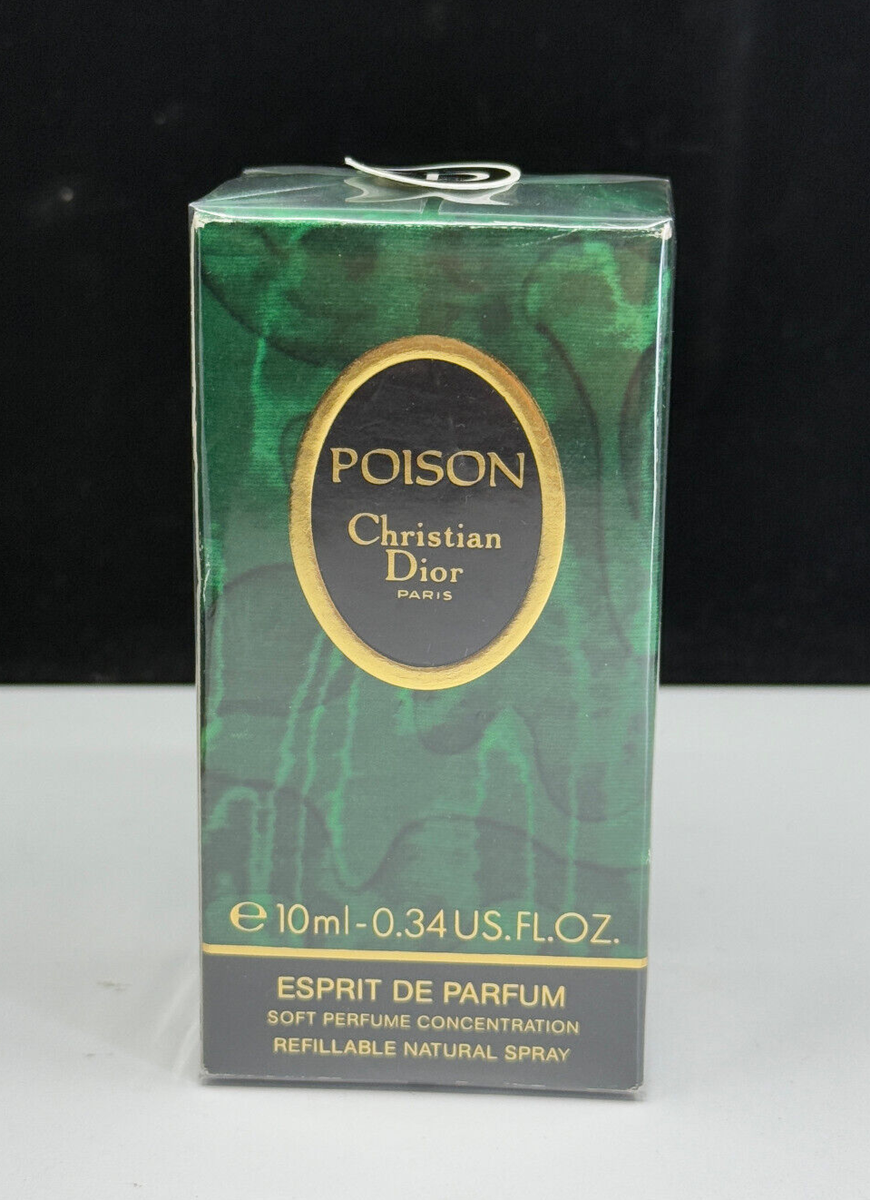 POISON
Christian
Dior
PARIS
℮ 10ml - 0.34 US.FL.OZ.
ESPRIT DE PARFUM
SOFT PERFUME CONCENTRATION
REFILLABLE NATURAL SPRAY